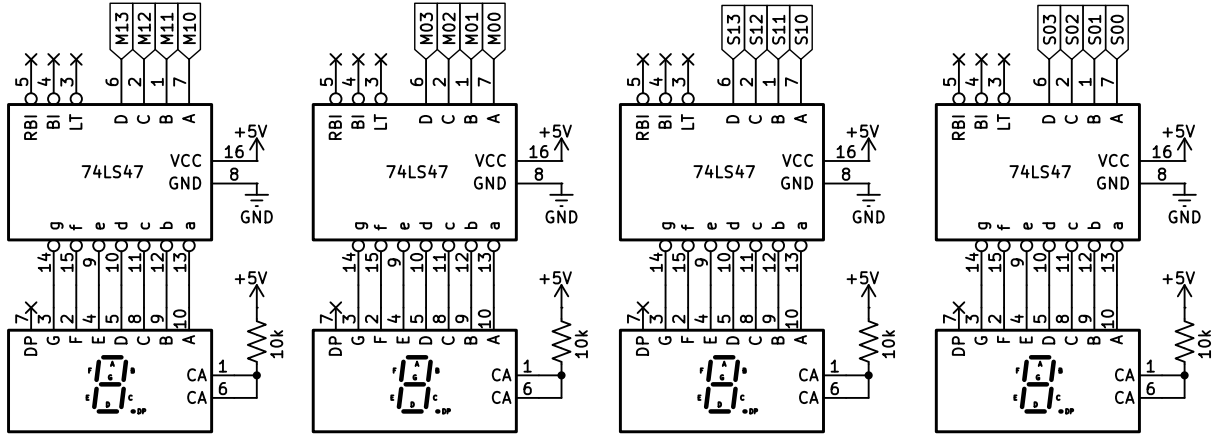 M13 M12 M11 M10 M03 M02 M01 M00 S13 S12 S11 S10 S03 S02 S01 S00
5 4 3 6 2 1 7 5 4 3 6 2 1 7 5 4 3 6 2 1 7 5 4 3 6 2 1 7
RBI BI LT D C B A RBI BI LT D C B A RBI BI LT D C B A RBI BI LT D C B A
+5V +5V +5V +5V
VCC 16 VCC 16 VCC 16 VCC 16
74LS47 74LS47 74LS47 74LS47
GND 8 GND 8 GND 8 GND 8
GND GND GND GND
g f e d c b a g f e d c b a g f e d c b a g f e d c b a
14 15 9 10 11 12 13 14 15 9 10 11 12 13 14 15 9 10 11 12 13 14 15 9 10 11 12 13
+5V +5V +5V +5V
7 3 2 4 5 8 9 10 7 3 2 4 5 8 9 10 7 3 2 4 5 8 9 10 7 3 2 4 5 8 9 10
DP G F E D C B A DP G F E D C B A DP G F E D C B A DP G F E D C B A
10k 10k 10k 10k
A A A A
F B F B F B F B
G G G G
CA 1 CA 1 CA 1 CA 1
CA 6 CA 6 CA 6 CA 6
E D C E D C E D C E D C
DP DP DP DP